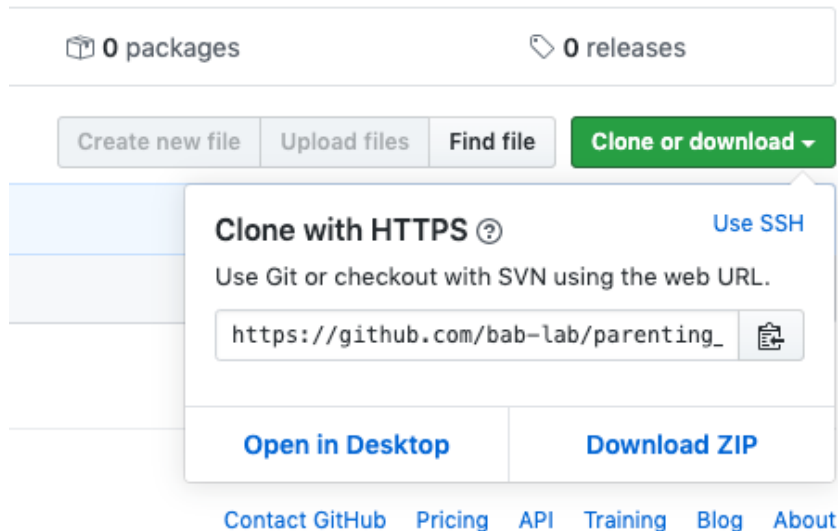 0 packages 0 releases
Create new file Upload files Find file Clone or download
Clone with HTTPS Use SSH
Use Git or checkout with SVN using the web URL.
https://github.com/bab-lab/parenting_
Open in Desktop Download ZIP
Contact GitHub Pricing API Training Blog About